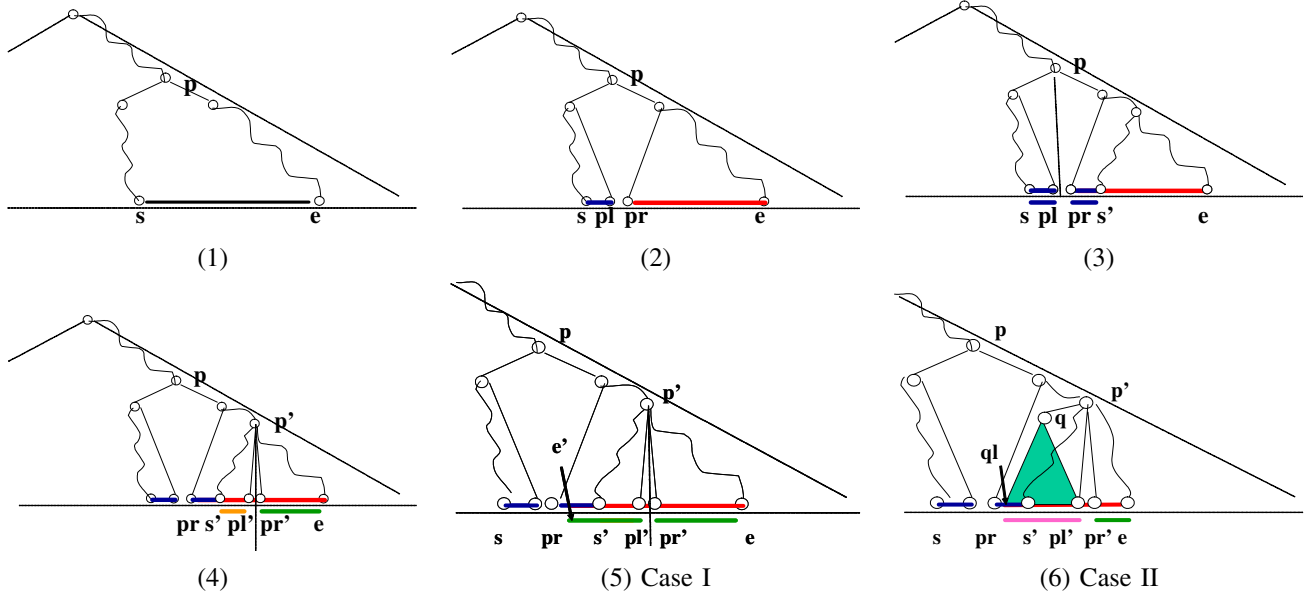 p
s e
(1)
p
s pl pr e
(2)
p
s pl pr s’ e
(3)
p
p’
pr s’ pl’ pr’ e
(4)
p
p’
e’
s pr s’ pl’ pr’ e
(5) Case I
p
p’
q
ql
s pr s’ pl’ pr’ e
(6) Case II